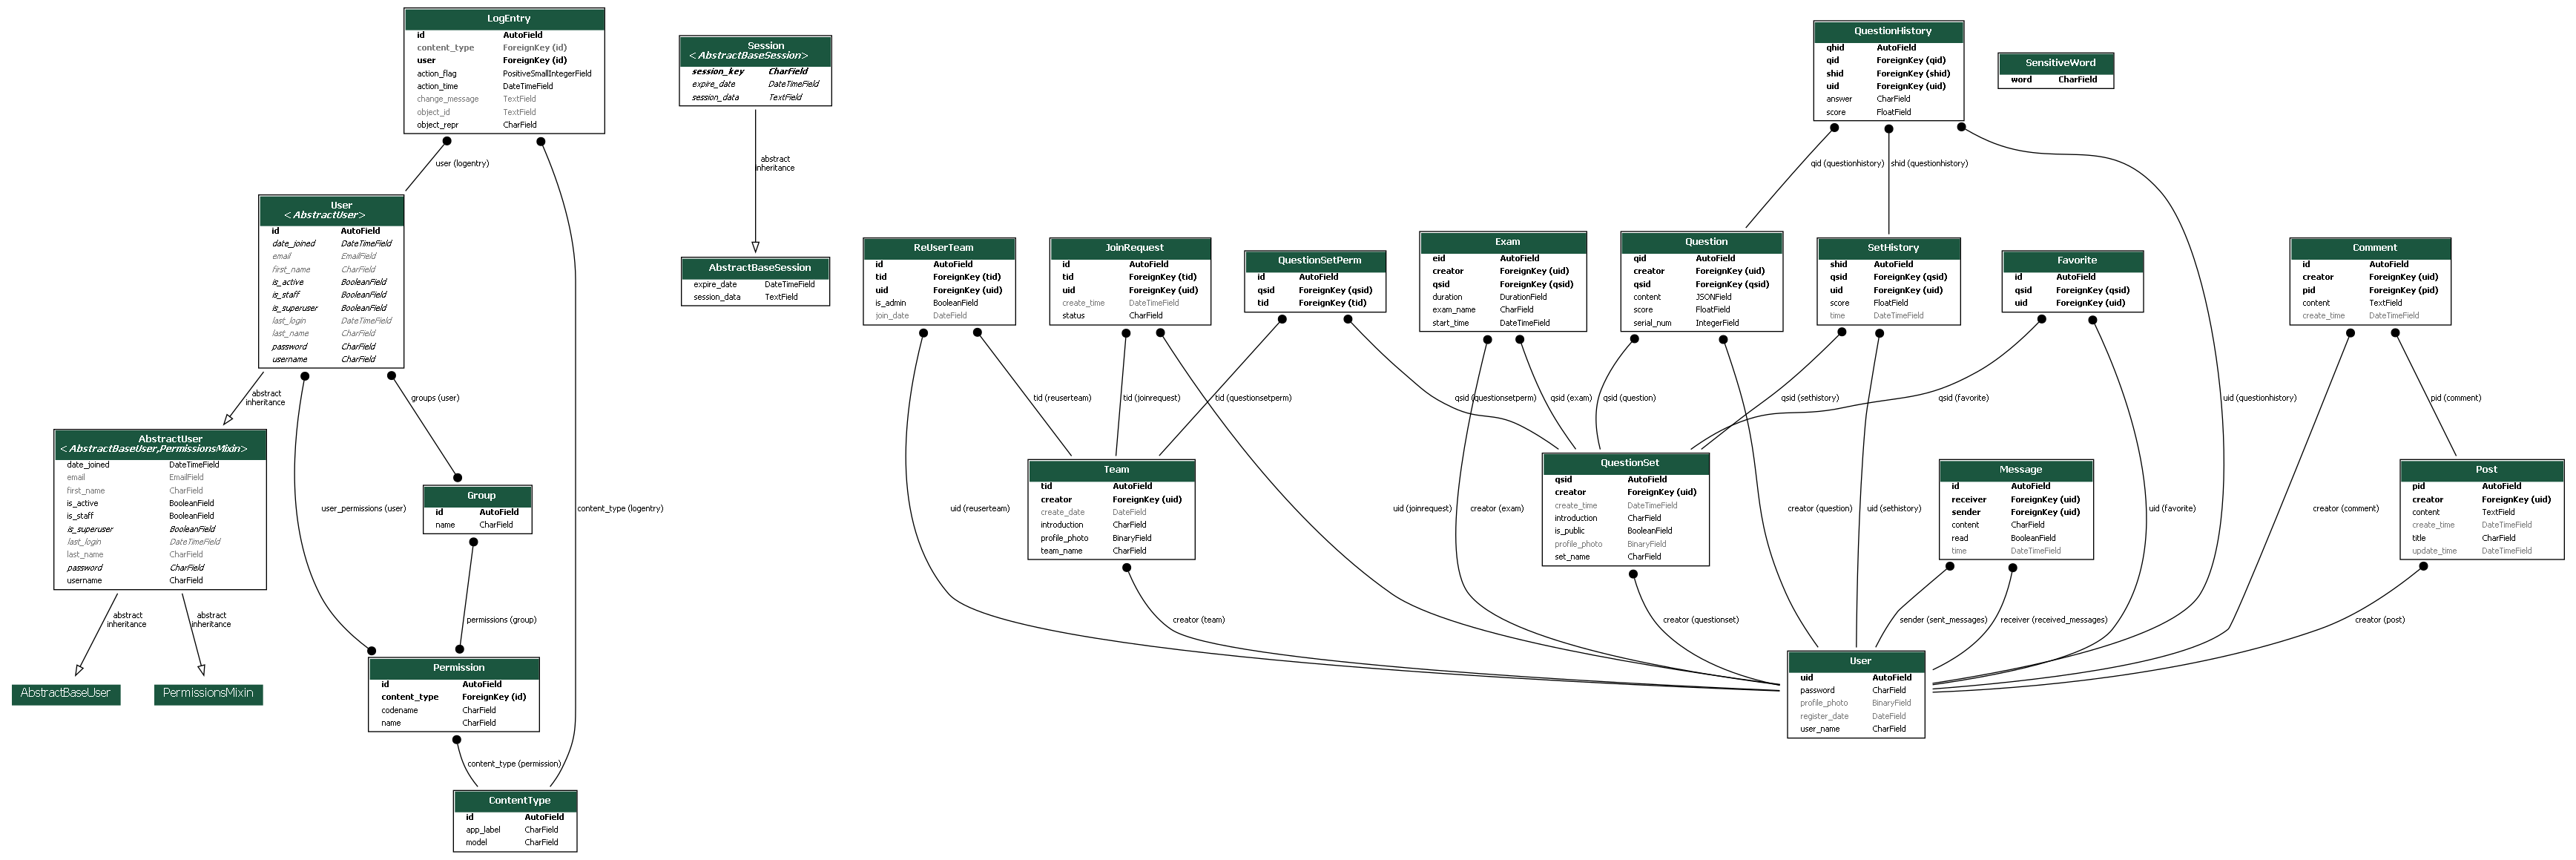 LogEntry
id AutoField
content_type ForeignKey (id)
user ForeignKey (id)
action_flag PositiveSmallIntegerField
action_time DateTimeField
change_message TextField
object_id TextField
object_repr CharField
user (logentry)
User
<AbstractUser>
id AutoField
date_joined DateTimeField
email EmailField
first_name CharField
is_active BooleanField
is_staff BooleanField
is_superuser BooleanField
last_login DateTimeField
last_name CharField
password CharField
username CharField
abstract
inheritance
groups (user)
AbstractUser
<AbstractBaseUser,PermissionsMixin>
date_joined DateTimeField
email EmailField
first_name CharField
is_active BooleanField
is_staff BooleanField
is_superuser BooleanField
last_login DateTimeField
last_name CharField
password CharField
username CharField
user_permissions (user)
Group
id AutoField
name CharField
content_type (logentry)
abstract
inheritance
abstract
inheritance
permissions (group)
AbstractBaseUser
PermissionsMixin
Permission
id AutoField
content_type ForeignKey (id)
codename CharField
name CharField
content_type (permission)
ContentType
id AutoField
app_label CharField
model CharField
Session
<AbstractBaseSession>
session_key CharField
expire_date DateTimeField
session_data TextField
abstract
inheritance
AbstractBaseSession
expire_date DateTimeField
session_data TextField
QuestionHistory
qhid AutoField
qid ForeignKey (qid)
shid ForeignKey (shid)
uid ForeignKey (uid)
answer CharField
score FloatField
SensitiveWord
word CharField
qid (questionhistory)
shid (questionhistory)
ReUserTeam
id AutoField
tid ForeignKey (tid)
uid ForeignKey (uid)
is_admin BooleanField
join_date DateField
JoinRequest
id AutoField
tid ForeignKey (tid)
uid ForeignKey (uid)
create_time DateTimeField
status CharField
QuestionSetPerm
id AutoField
qsid ForeignKey (qsid)
tid ForeignKey (tid)
Exam
eid AutoField
creator ForeignKey (uid)
qsid ForeignKey (qsid)
duration DurationField
exam_name CharField
start_time DateTimeField
Question
qid AutoField
creator ForeignKey (uid)
qsid ForeignKey (qsid)
content JSONField
score FloatField
serial_num IntegerField
SetHistory
shid AutoField
qsid ForeignKey (qsid)
uid ForeignKey (uid)
score FloatField
time DateTimeField
Favorite
id AutoField
qsid ForeignKey (qsid)
uid ForeignKey (uid)
Comment
id AutoField
creator ForeignKey (uid)
pid ForeignKey (pid)
content TextField
create_time DateTimeField
tid (reuserteam)
tid (joinrequest)
tid (questionsetperm)
qsid (questionsetperm)
qsid (exam)
qsid (question)
qsid (sethistory)
qsid (favorite)
uid (questionhistory)
pid (comment)
Team
tid AutoField
creator ForeignKey (uid)
create_date DateField
introduction CharField
profile_photo BinaryField
team_name CharField
QuestionSet
qsid AutoField
creator ForeignKey (uid)
create_time DateTimeField
introduction CharField
is_public BooleanField
profile_photo BinaryField
set_name CharField
Message
id AutoField
receiver ForeignKey (uid)
sender ForeignKey (uid)
content CharField
read BooleanField
time DateTimeField
Post
pid AutoField
creator ForeignKey (uid)
content TextField
create_time DateTimeField
title CharField
update_time DateTimeField
uid (reuserteam)
uid (joinrequest)
creator (exam)
creator (question)
uid (sethistory)
uid (favorite)
creator (comment)
creator (team)
creator (questionset)
sender (sent_messages)
receiver (received_messages)
creator (post)
User
uid AutoField
password CharField
profile_photo BinaryField
register_date DateField
user_name CharField